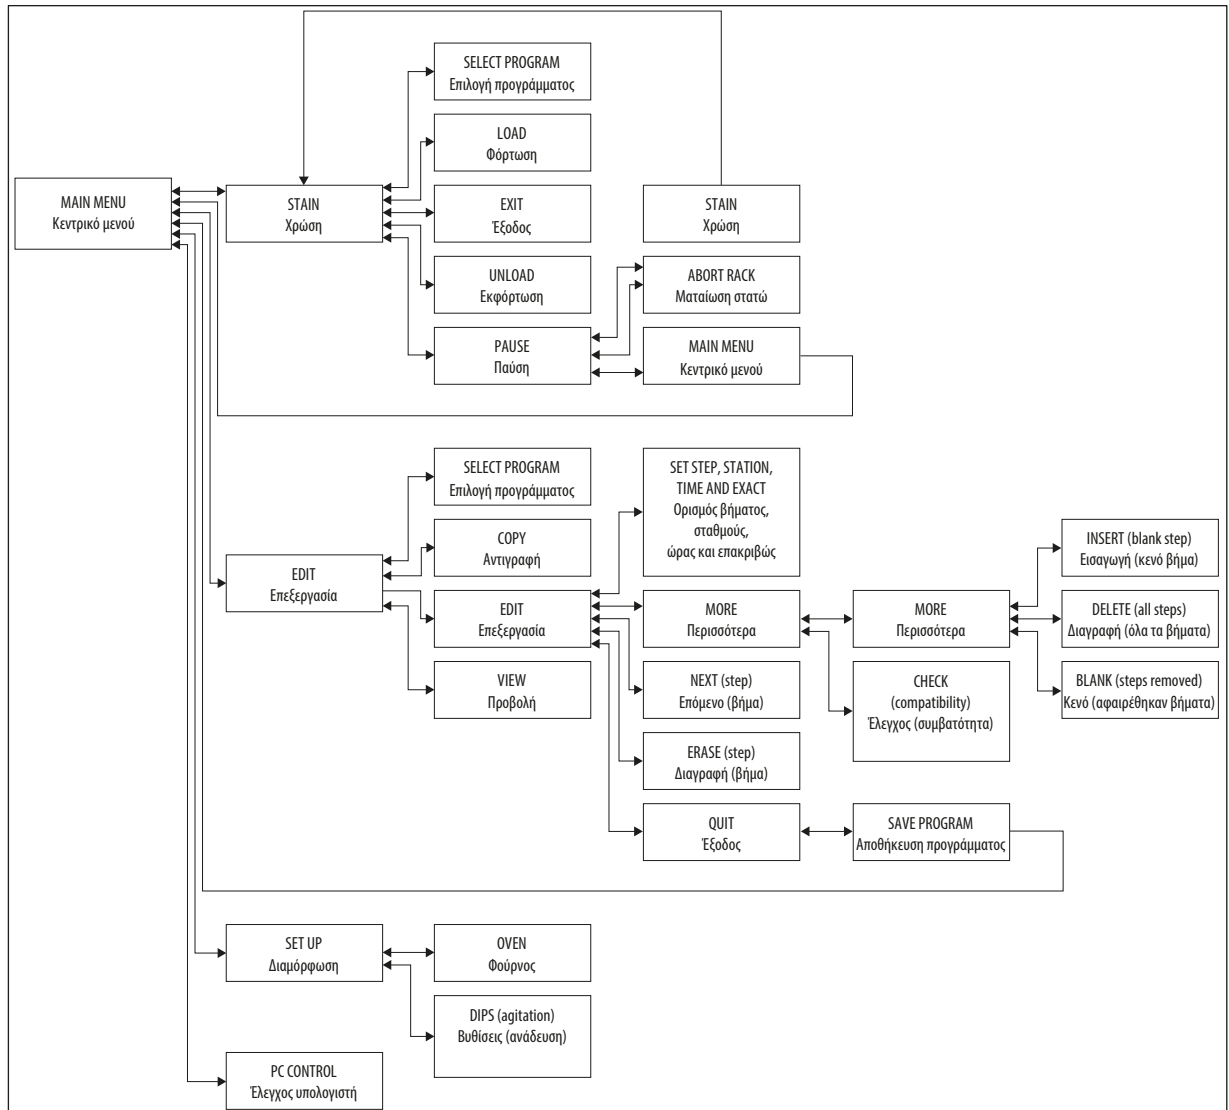 SELECT PROGRAM
Επιλογή προγράμματος
LOAD
Φόρτωση
MAIN MENU
Κεντρικό μενού
STAIN
Χρώση
EXIT
Έξοδος
STAIN
Χρώση
UNLOAD
Εκφόρτωση
ABORT RACK
Ματαίωση στατώ
PAUSE
Παύση
MAIN MENU
Κεντρικό μενού
SELECT PROGRAM
Επιλογή προγράμματος
SET STEP, STATION,
TIME AND EXACT
Ορισμός βήματος,
σταθμούς,
ώρας και επακριβώς
COPY
Αντιγραφή
INSERT (blank step)
Εισαγωγή (κενό βήμα)
EDIT
Επεξεργασία
EDIT
Επεξεργασία
MORE
Περισσότερα
MORE
Περισσότερα
DELETE (all steps)
Διαγραφή (όλα τα βήματα)
VIEW
Προβολή
NEXT (step)
Επόμενο (βήμα)
CHECK
(compatibility)
Έλεγχος (συμβατότητα)
BLANK (steps removed)
Κενό (αφαιρέθηκαν βήματα)
ERASE (step)
Διαγραφή (βήμα)
QUIT
Έξοδος
SAVE PROGRAM
Αποθήκευση προγράμματος
SET UP
Διαμόρφωση
OVEN
Φούρνος
DIPS (agitation)
Βυθίσεις (ανάδευση)
PC CONTROL
Έλεγχος υπολογιστή